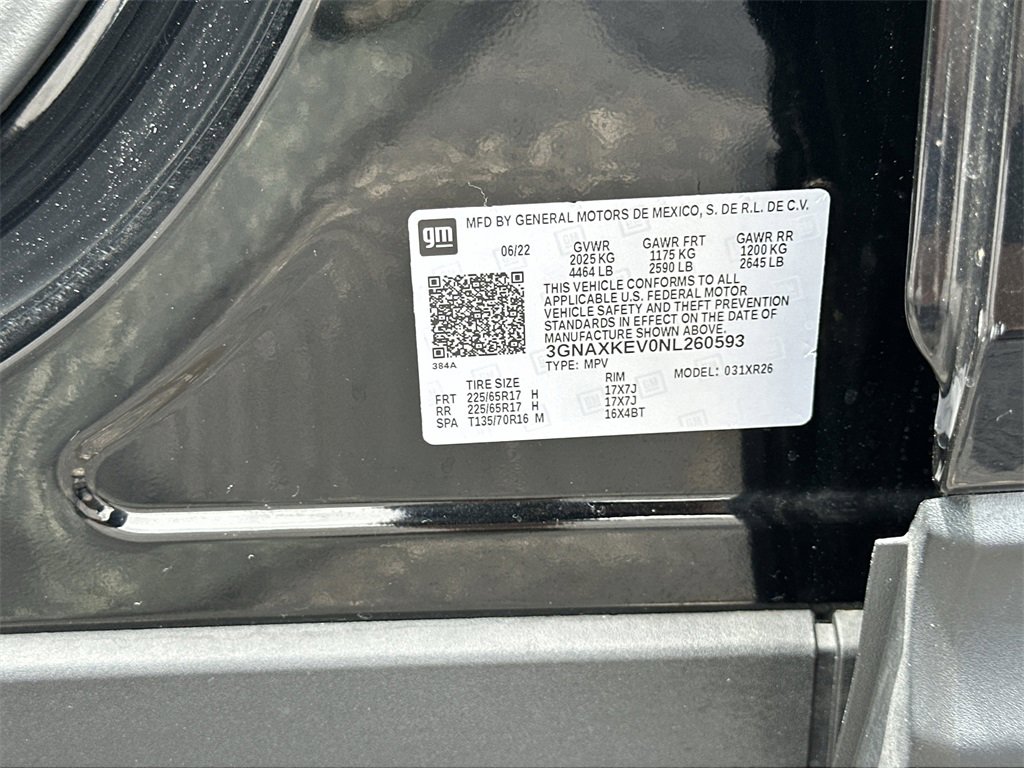 gm
MFD BY GENERAL MOTORS DE MEXICO, S. DE R.L. DE C.V.
06/22 GVWR GAWR FRT GAWR RR
2025 KG 1175 KG 1200 KG
4464 LB 2590 LB 2645 LB
THIS VEHICLE CONFORMS TO ALL
APPLICABLE U.S. FEDERAL MOTOR
VEHICLE SAFETY AND THEFT PREVENTION
STANDARDS IN EFFECT ON THE DATE OF
MANUFACTURE SHOWN ABOVE.
3GNAXKEV0NL260593
384A
TYPE: MPV MODEL: 031XR26
TIRE SIZE RIM
FRT 225/65R17 H 17X7J
RR 225/65R17 H 17X7J
SPA T135/70R16 M 16X4BT